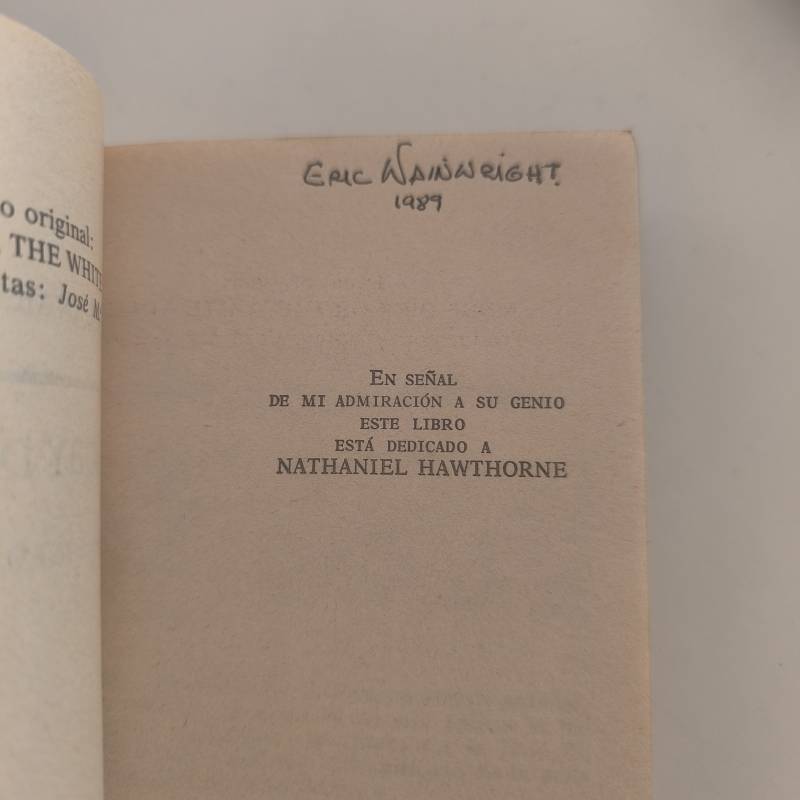 o original:
THE WHITE
tas: José M.
ERIC WAINWRIGHT.
1989
EN SEÑAL
DE MI ADMIRACIÓN A SU GENIO
ESTE LIBRO
ESTÁ DEDICADO A
NATHANIEL HAWTHORNE